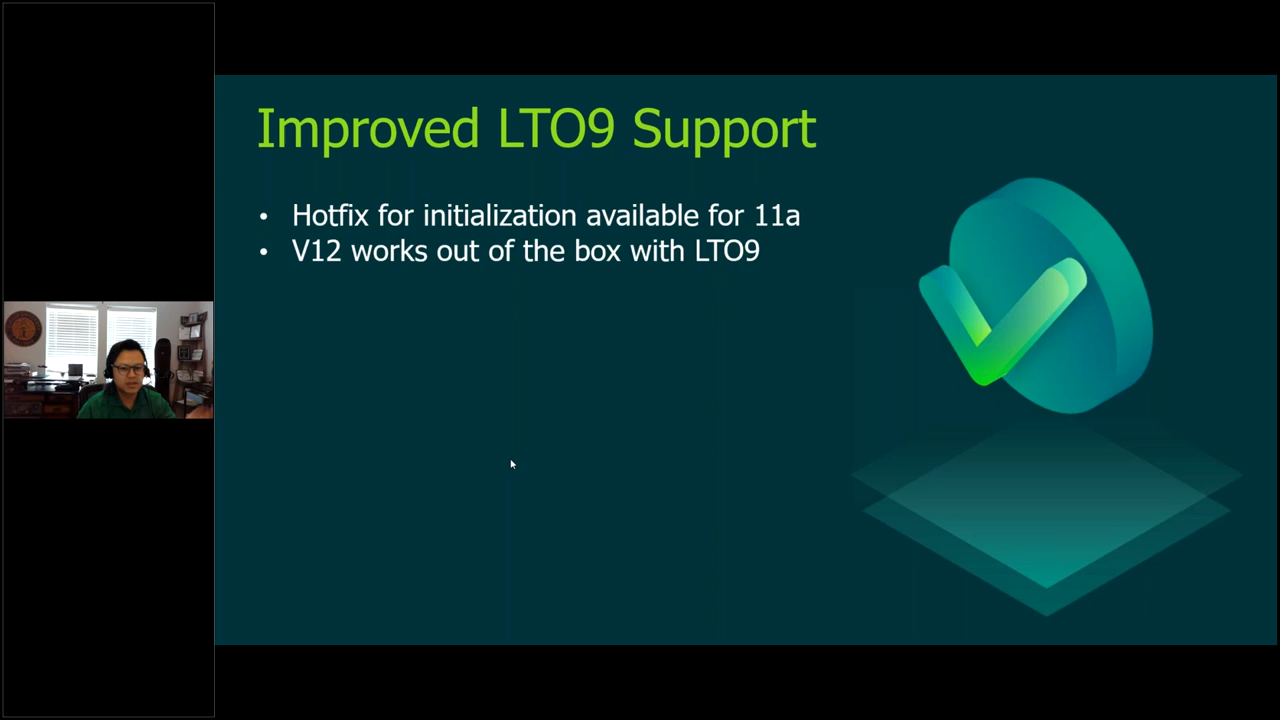 Improved LTO9 Support
• Hotfix for initialization available for 11a
• V12 works out of the box with LTO9